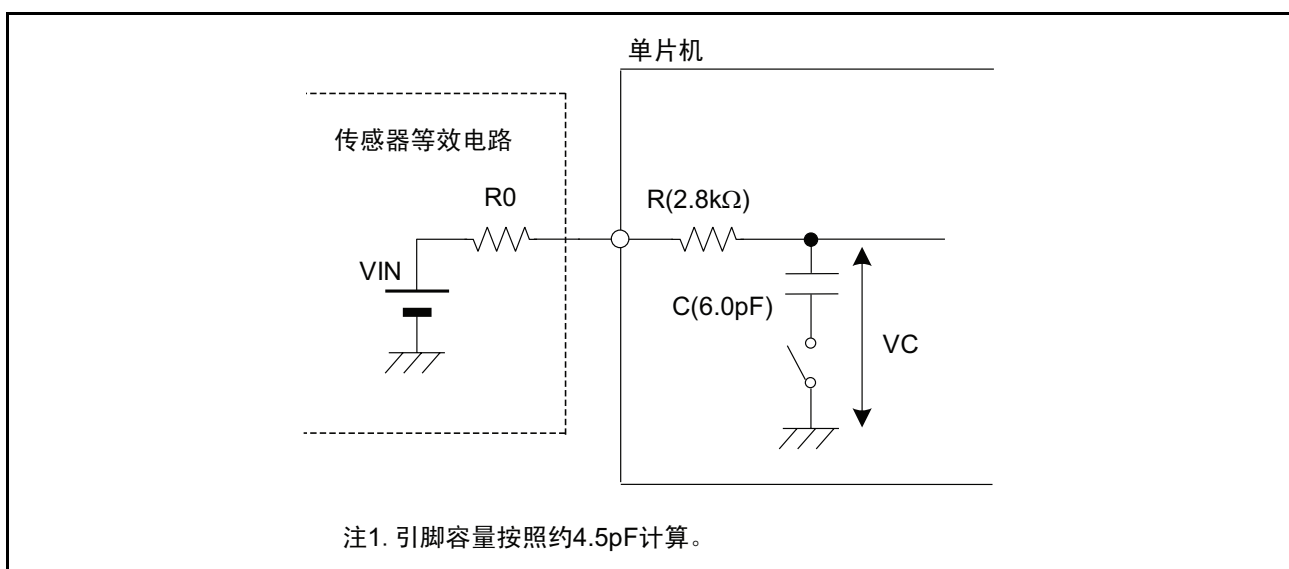 单片机
传感器等效电路
R0
R(2.8kΩ)
VIN
C(6.0pF)
VC
注1. 引脚容量按照约4.5pF计算。